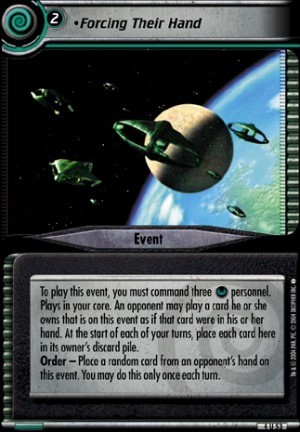 2
•Forcing Their Hand
Event
To play this event, you must command three personnel.
Plays in your core. An opponent may play a card he or she
owns that is on this event as if that card were in his or her
hand. At the start of each of your turns, place each card here
in its owner's discard pile.
Order – Place a random card from an opponent's hand on
this event. You may do this only once each turn.
4 U 53